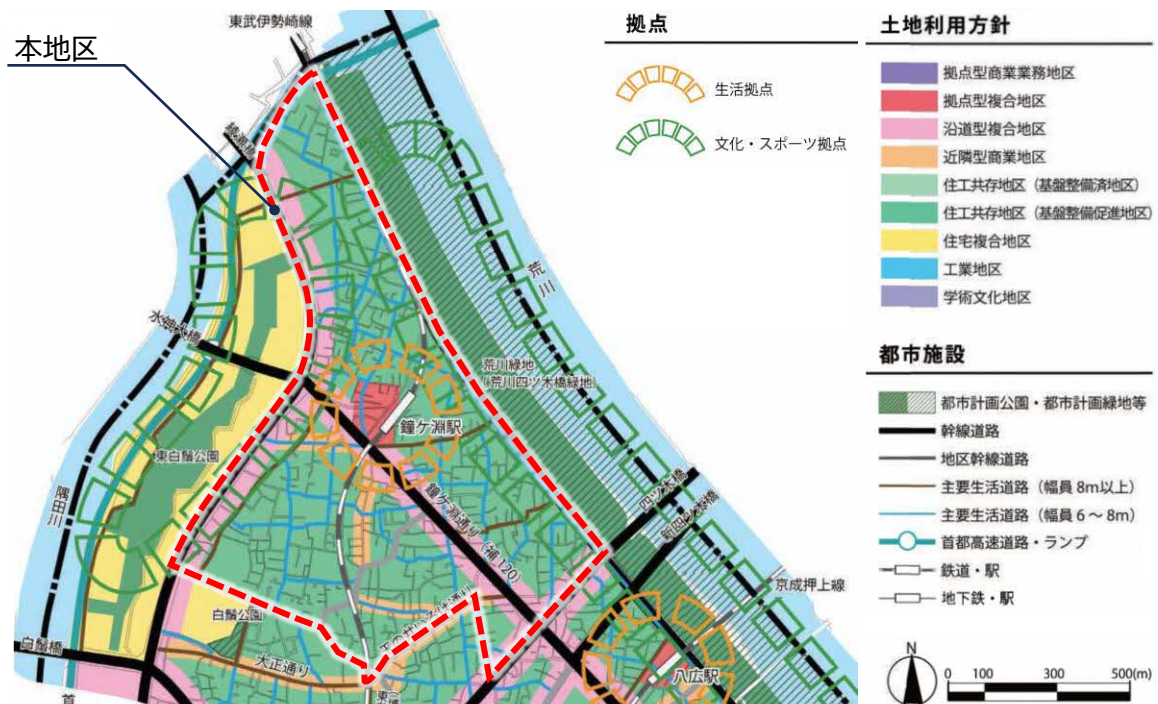 東武伊勢崎線
本地区
綾瀬橋
荒川
水神大橋
荒川緑地
(荒川四ツ木橋緑地)
鐘ケ淵駅
東白鬚公園
隅田川
四ツ木橋
新四ツ木橋
鐘ケ淵通り(補120)
京成押上線
白鬚公園
白鬚橋
大正通り
八広駅
首
拠点
生活拠点
文化・スポーツ拠点
土地利用方針
拠点型商業業務地区
拠点型複合地区
沿道型複合地区
近隣型商業地区
住工共存地区(基盤整備済地区)
住工共存地区(基盤整備促進地区)
住宅複合地区
工業地区
学術文化地区
都市施設
都市計画公園・都市計画緑地等
幹線道路
地区幹線道路
主要生活道路(幅員8m以上)
主要生活道路(幅員6~8m)
首都高速道路・ランプ
鉄道・駅
地下鉄・駅
N
0 100 300 500(m)